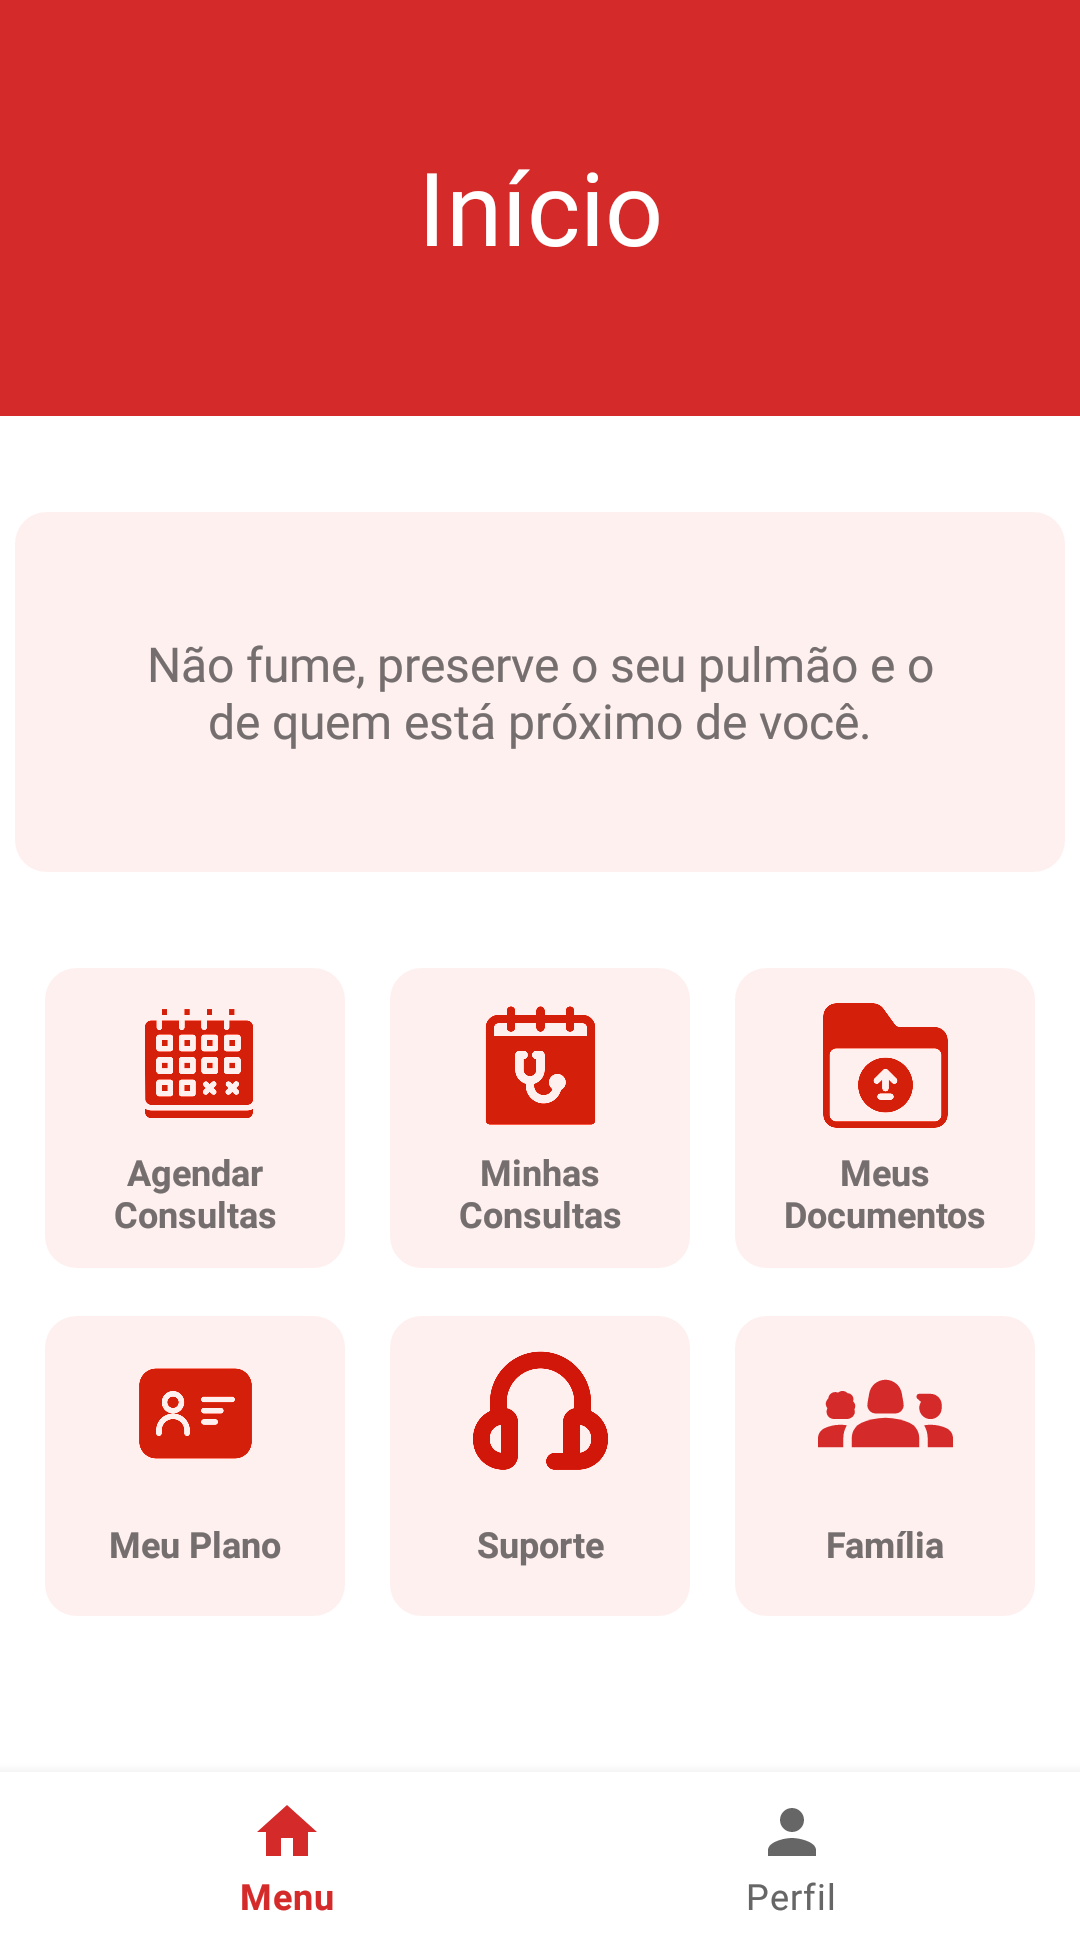 Início
Não fume, preserve o seu pulmão e o
de quem está próximo de você.
Agendar
Consultas
Minhas
Consultas
Meus
Documentos
Meu Plano
Suporte
Família
Menu
Perfil